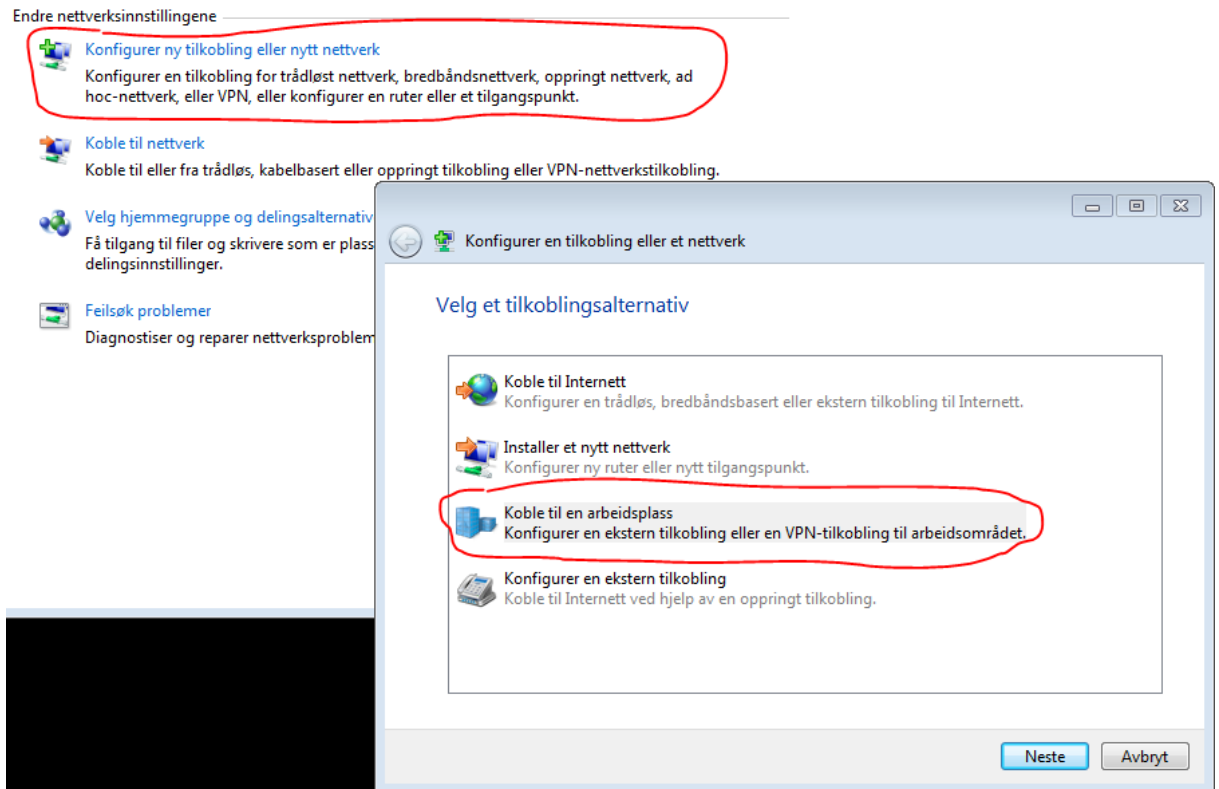 Endre nettverksinnstillingene
Konfigurer ny tilkobling eller nytt nettverk
Konfigurer en tilkobling for trådløst nettverk, bredbåndsnettverk, oppringt nettverk, ad
hoc-nettverk, eller VPN, eller konfigurer en ruter eller et tilgangspunkt.
Koble til nettverk
Koble til eller fra trådløs, kabelbasert eller oppringt tilkobling eller VPN-nettverkstilkobling.
Velg hjemmegruppe og delingsalternativ
Få tilgang til filer og skrivere som er plass
delingsinnstillinger.
Feilsøk problemer
Diagnostiser og reparer nettverksproblem
Konfigurer en tilkobling eller et nettverk
Velg et tilkoblingsalternativ
Koble til Internett
Konfigurer en trådløs, bredbåndsbasert eller ekstern tilkobling til Internett.
Installer et nytt nettverk
Konfigurer ny ruter eller nytt tilgangspunkt.
Koble til en arbeidsplass
Konfigurer en ekstern tilkobling eller en VPN-tilkobling til arbeidsområdet.
Konfigurer en ekstern tilkobling
Koble til Internett ved hjelp av en oppringt tilkobling.
Neste
Avbryt